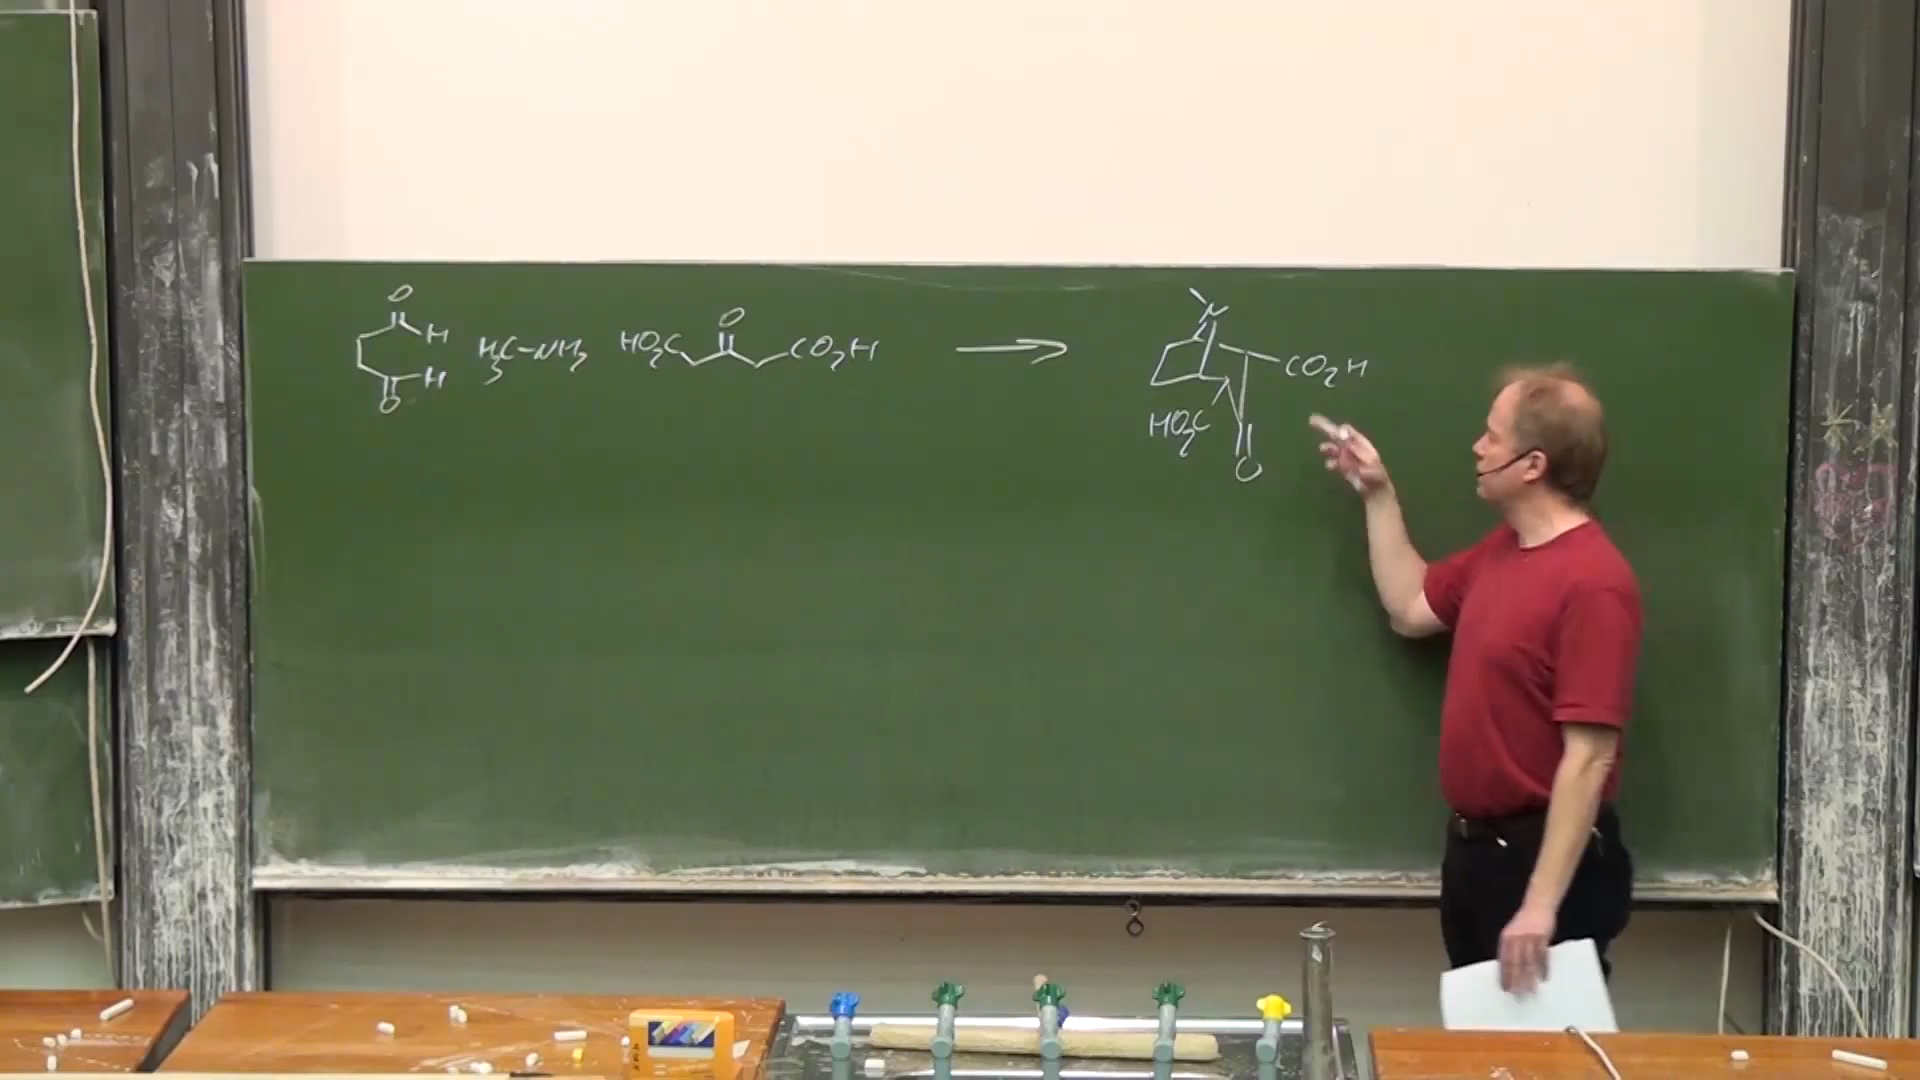 O
H
H
O
H₃C-NH₂ HO₂C O CO₂H
N
CO₂H
HO₂C
O